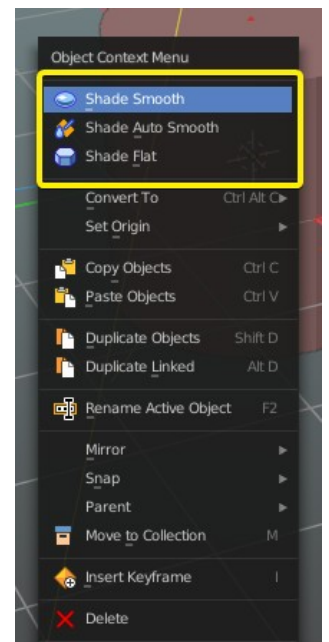 Object Context Menu
Shade Smooth
Shade Auto Smooth
Shade Flat
Convert To Ctrl Alt C
Set Origin
Copy Objects Ctrl C
Paste Objects Ctrl V
Duplicate Objects Shift D
Duplicate Linked Alt D
Rename Active Object F2
Mirror
Snap
Parent
Move to Collection M
Insert Keyframe I
Delete